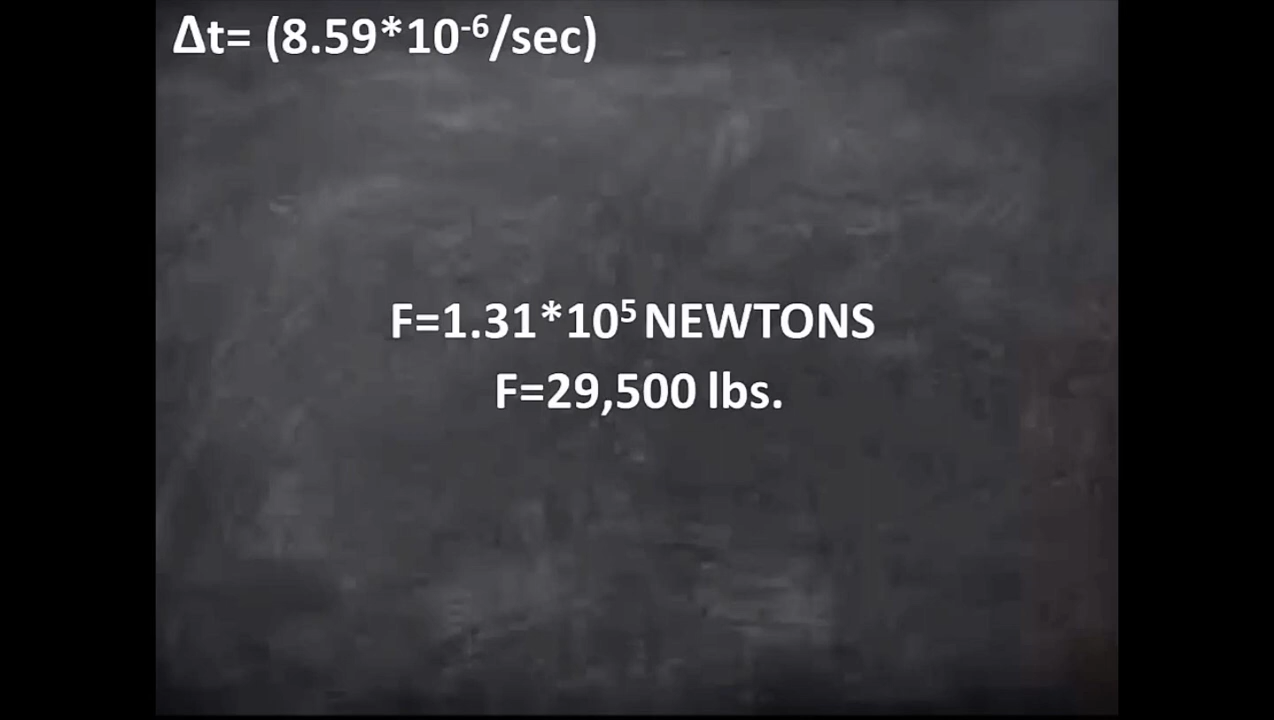 Δt= (8.59*10⁻⁶/sec)
F=1.31*10⁵ NEWTONS
F=29,500 lbs.